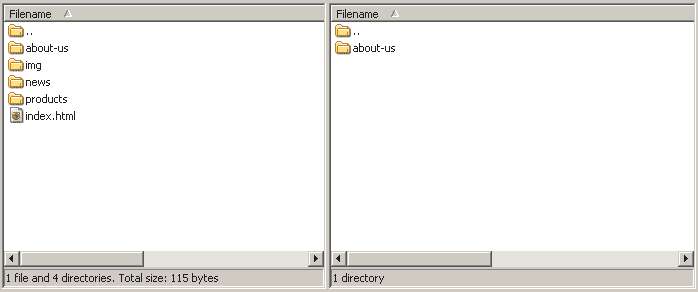 Filename
..
about-us
img
news
products
index.html
1 file and 4 directories. Total size: 115 bytes
Filename
..
about-us
1 directory